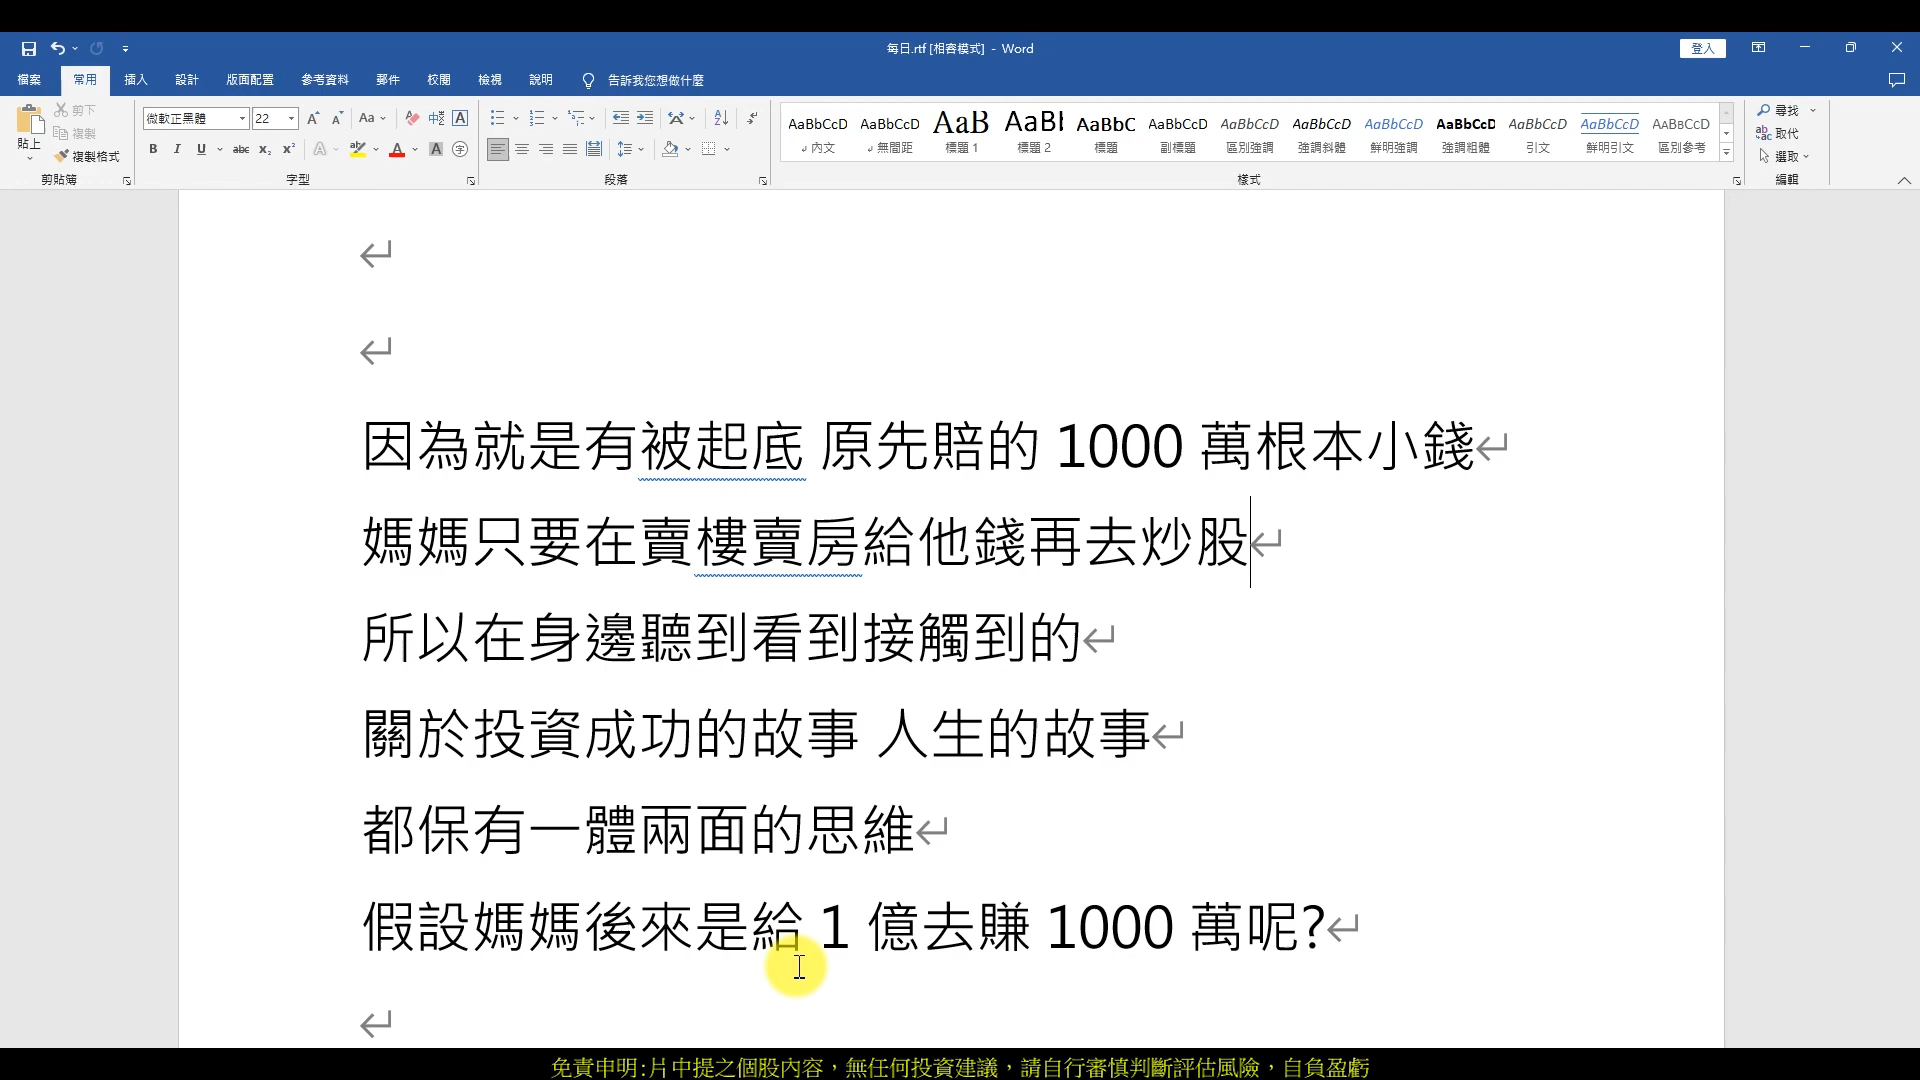 每日.rtf [相容模式] - Word
登入
檔案 常用 插入 設計 版面配置 參考資料 郵件 校閱 檢視 說明 告訴我您想做什麼
貼上
剪下
複製
複製格式
剪貼簿
微軟正黑體 22
字型
段落
AaBbCcD AaBbCcD AaB AaBl AaBbC AaBbCcD AaBbCcD AaBbCcD AaBbCcD AaBbCcD AaBbCcD AaBbCcD AaBbCcD
內文 無間距 標題 1 標題 2 標題 副標題 區別強調 強調斜體 鮮明強調 強調粗體 引文 鮮明引文 區別參考
樣式
尋找
取代
選取
編輯
因為就是有被起底 原先賠的 1000 萬根本小錢
媽媽只要在賣樓賣房給他錢再去炒股
所以在身邊聽到看到接觸到的
關於投資成功的故事 人生的故事
都保有一體兩面的思維
假設媽媽後來是給 1 億去賺 1000 萬呢?
免責申明:片中提之個股內容，無任何投資建議，請自行審慎判斷評估風險，自負盈虧